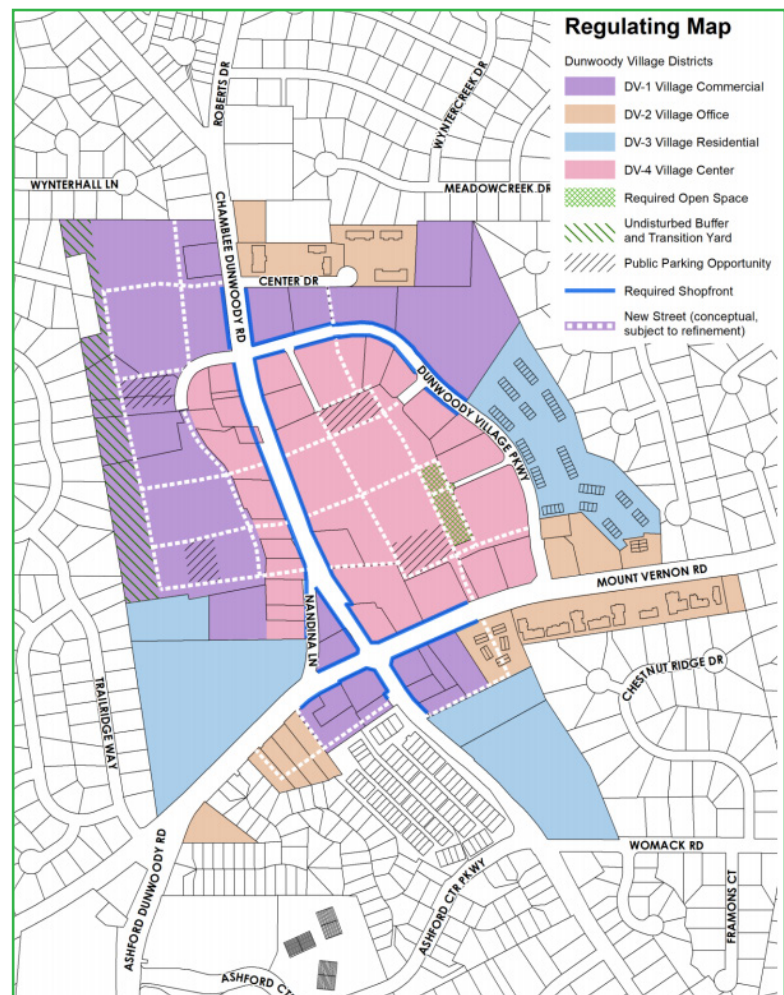 Regulating Map
Dunwoody Village Districts
DV-1 Village Commercial
DV-2 Village Office
DV-3 Village Residential
DV-4 Village Center
Required Open Space
Undisturbed Buffer
and Transition Yard
Public Parking Opportunity
Required Shopfront
New Street (conceptual,
subject to refinement)
ROBERTS DR
WYNTERCREEK DR
WYNTERHALL LN
MEADOWCREEK DR
CHAMBLEE DUNWOODY RD
CENTER DR
DUNWOODY VILLAGE PKWY
MOUNT VERNON RD
NANDINA LN
CHESTNUT RIDGE DR
TRAILRIDGE WAY
WOMACK RD
ASHFORD DUNWOODY RD
ASHFORD CTR PKWY
FRAMONS CT
ASHFORD CT